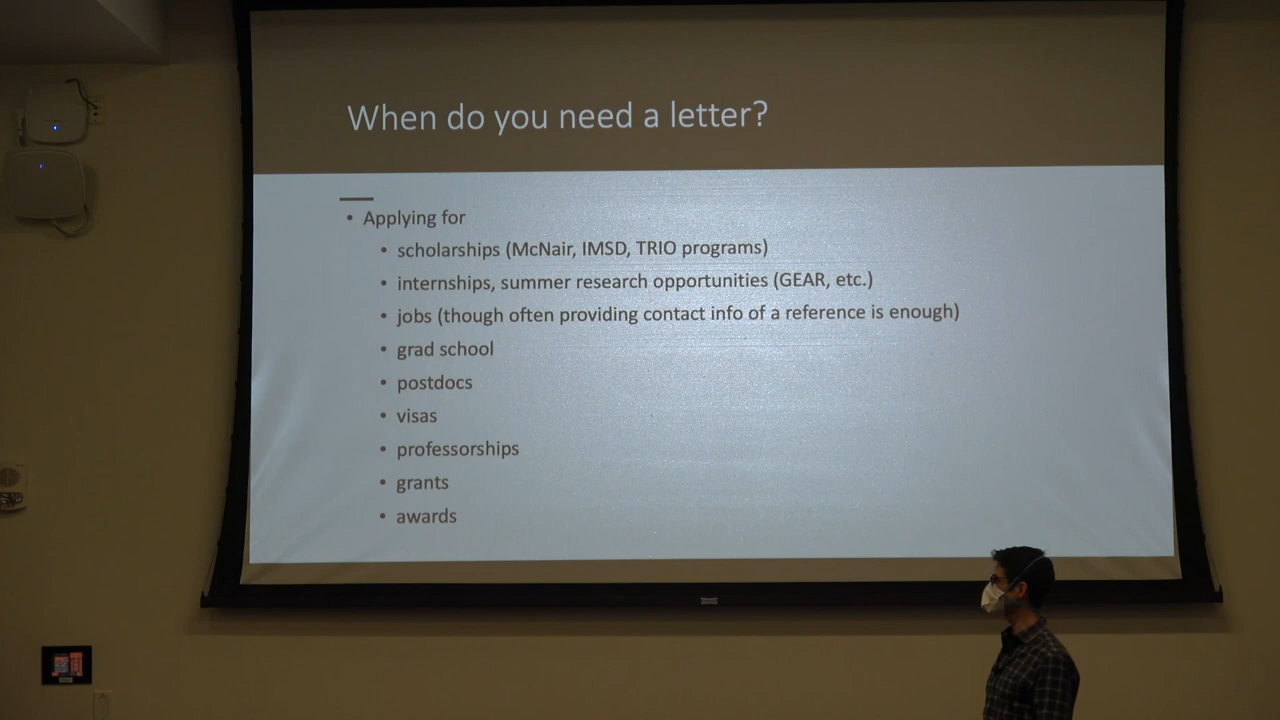 When do you need a letter?
• Applying for
• scholarships (McNair, IMSD, TRIO programs)
• internships, summer research opportunities (GEAR, etc.)
• jobs (though often providing contact info of a reference is enough)
• grad school
• postdocs
• visas
• professorships
• grants
• awards